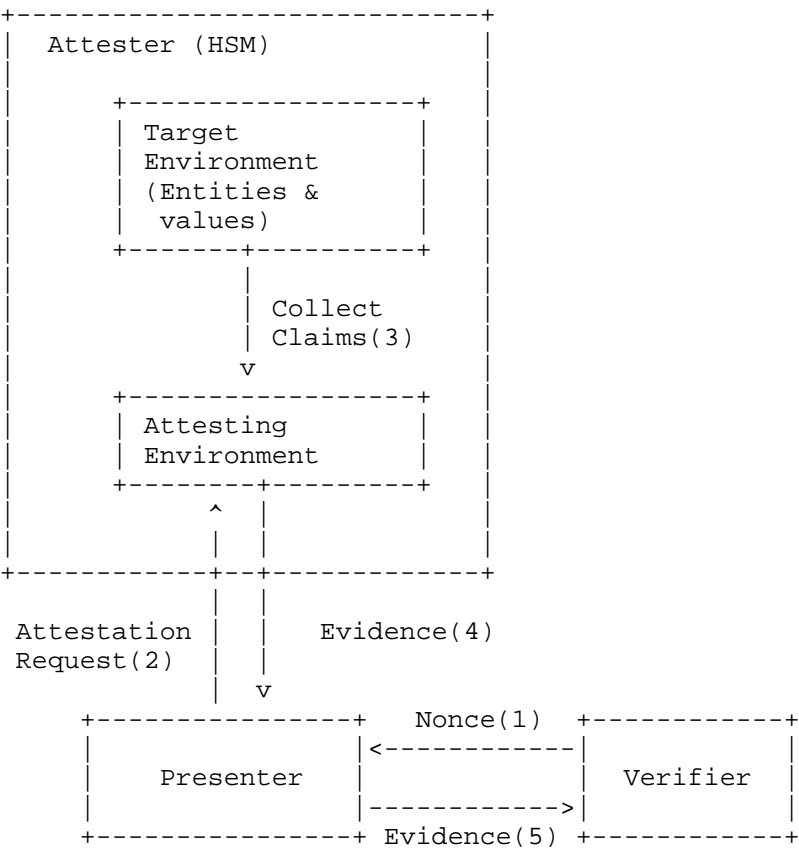 Attester (HSM)
Target
Environment
(Entities &
values)
Collect
Claims(3)
Attesting
Environment
Attestation
Request(2)
Evidence(4)
Nonce(1)
Presenter
Verifier
Evidence(5)